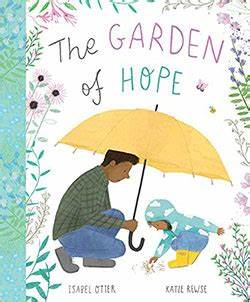 The GARDEN
of HOPE
ISABEL OTTER KATIE REWSE